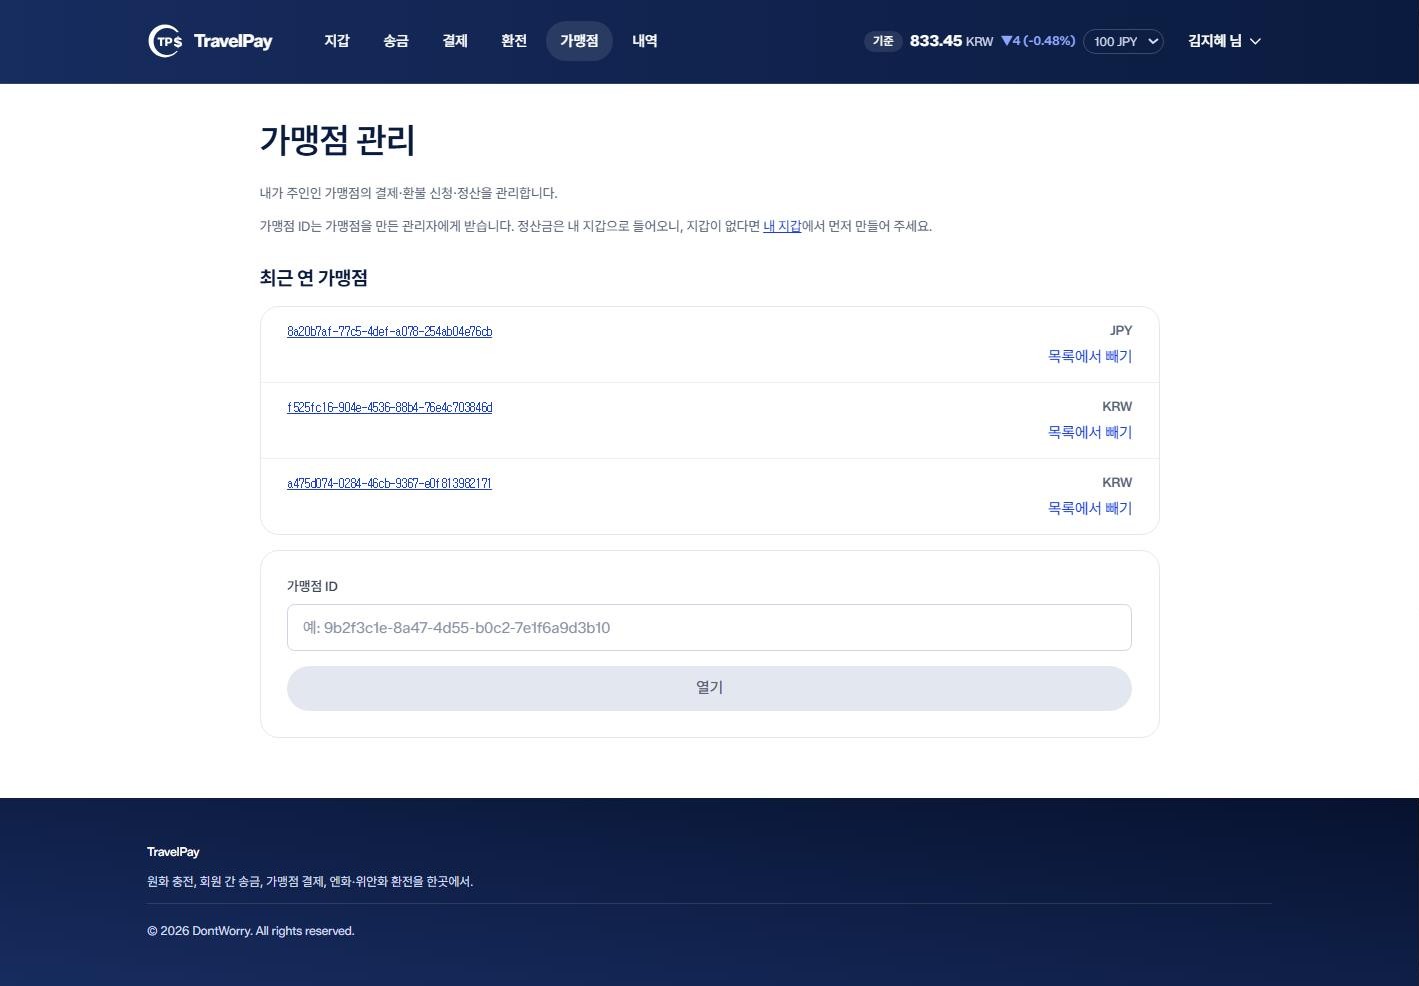 TP$ TravelPay 지갑 송금 결제 환전 가맹점 내역 기준 833.45 KRW ▼4 (-0.48%) 100 JPY 김지혜 님
가맹점 관리
내가 주인인 가맹점의 결제·환불 신청·정산을 관리합니다.
가맹점 ID는 가맹점을 만든 관리자에게 받습니다. 정산금은 내 지갑으로 들어오니, 지갑이 없다면 내 지갑에서 먼저 만들어 주세요.
최근 연 가맹점
8a20b7af-77c5-4def-a078-254ab04e76cb JPY
목록에서 빼기
f525fc16-904e-4536-88b4-76e4c703846d KRW
목록에서 빼기
a475d074-0284-46cb-9367-e0f813982171 KRW
목록에서 빼기
가맹점 ID
예: 9b2f3c1e-8a47-4d55-b0c2-7e1f6a9d3b10
열기
TravelPay
원화 충전, 회원 간 송금, 가맹점 결제, 엔화·위안화 환전을 한곳에서.
© 2026 DontWorry. All rights reserved.